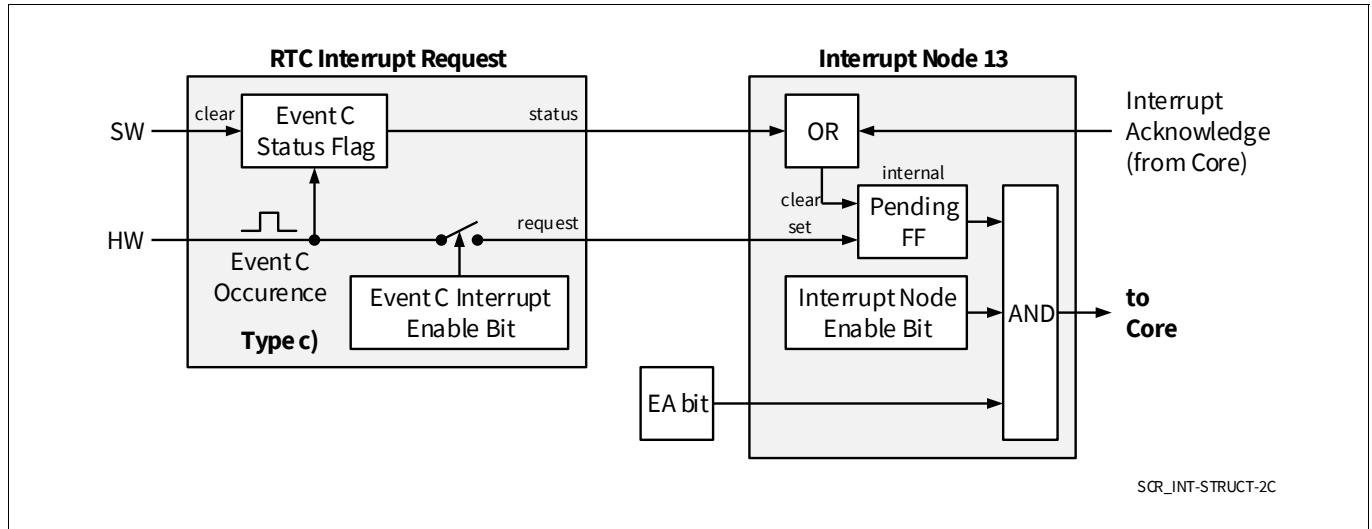 RTC Interrupt Request
Interrupt Node 13
SW
clear
Event C
Status Flag
status
OR
Interrupt
Acknowledge
(from Core)
internal
clear
Pending
FF
set
HW
request
Event C
Occurence
Event C Interrupt
Enable Bit
Type c)
Interrupt Node
Enable Bit
AND
to
Core
EA bit
SCR_INT-STRUCT-2C